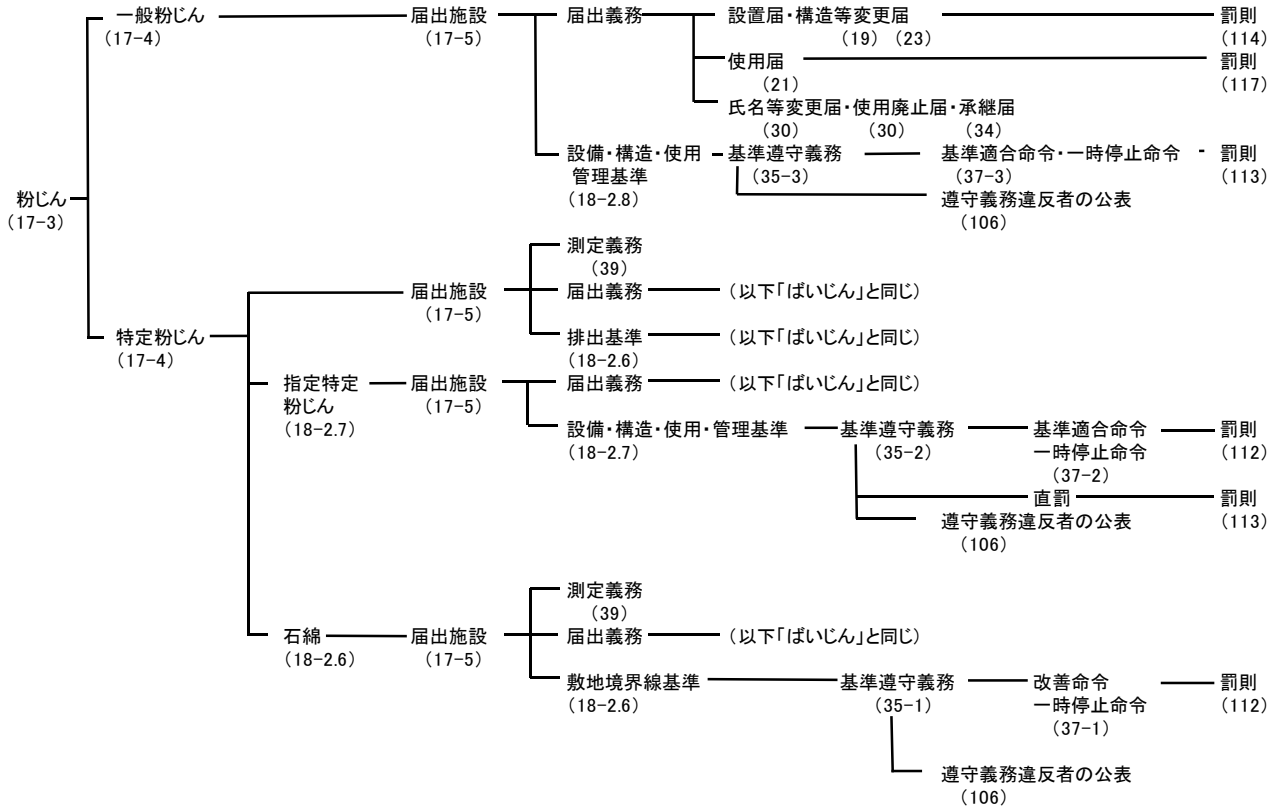 一般粉じん 届出施設 届出義務 設置届・構造等変更届 罰則
(17-4) (17-5) (19) (23) (114)
使用届 罰則
(21) (117)
氏名等変更届・使用廃止届・承継届
(30) (30) (34)
設備・構造・使用 基準遵守義務 基準適合命令・一時停止命令 罰則
管理基準 (35-3) (37-3) (113)
(18-2.8)
粉じん 遵守義務違反者の公表
(17-3) (106)
測定義務
(39)
届出施設 届出義務 (以下「ばいじん」と同じ)
(17-5)
特定粉じん 排出基準 (以下「ばいじん」と同じ)
(17-4) (18-2.6)
指定特定 届出施設 届出義務 (以下「ばいじん」と同じ)
粉じん (17-5)
(18-2.7)
設備・構造・使用・管理基準 基準遵守義務 基準適合命令 罰則
(18-2.7) (35-2) 一時停止命令 (112)
(37-2)
直罰 罰則
遵守義務違反者の公表 (113)
(106)
測定義務
(39)
石綿 届出施設 届出義務 (以下「ばいじん」と同じ)
(18-2.6) (17-5)
敷地境界線基準 基準遵守義務 改善命令 罰則
(18-2.6) (35-1) 一時停止命令 (112)
(37-1)
遵守義務違反者の公表
(106)